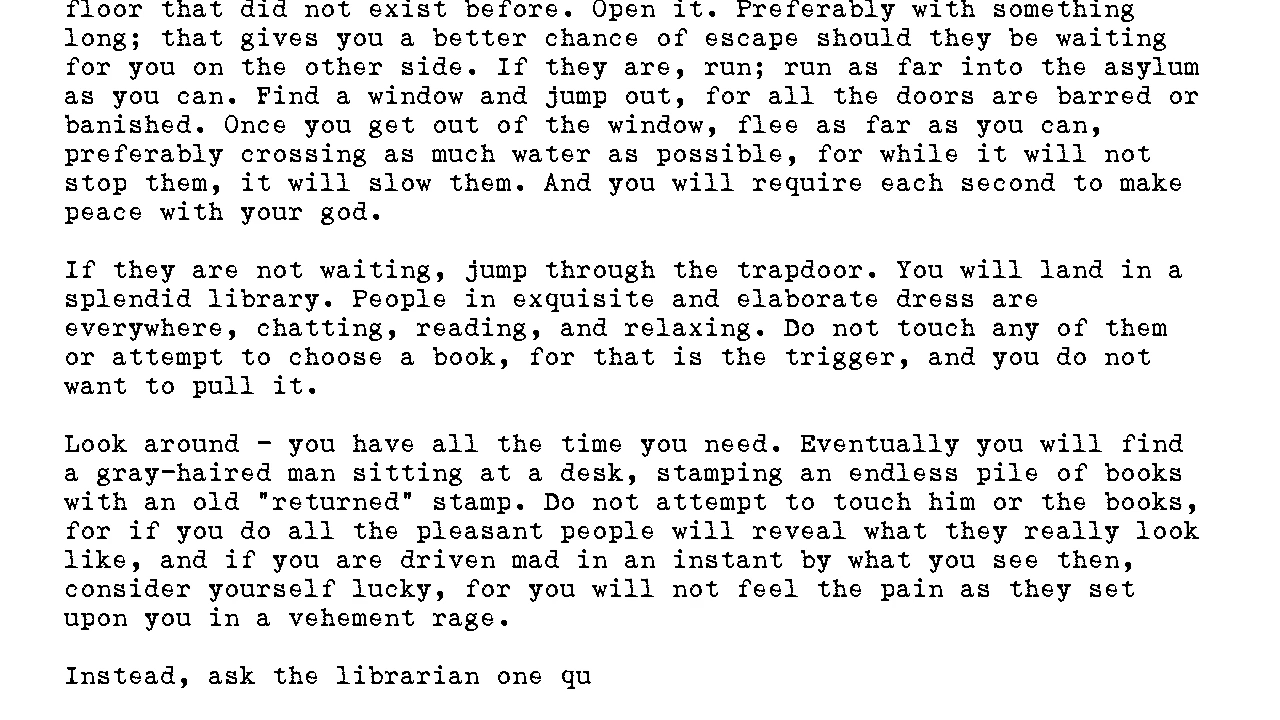 floor that did not exist before. Open it. Preferably with something
long; that gives you a better chance of escape should they be waiting
for you on the other side. If they are, run; run as far into the asylum
as you can. Find a window and jump out, for all the doors are barred or
banished. Once you get out of the window, flee as far as you can,
preferably crossing as much water as possible, for while it will not
stop them, it will slow them. And you will require each second to make
peace with your god.

If they are not waiting, jump through the trapdoor. You will land in a
splendid library. People in exquisite and elaborate dress are
everywhere, chatting, reading, and relaxing. Do not touch any of them
or attempt to choose a book, for that is the trigger, and you do not
want to pull it.

Look around - you have all the time you need. Eventually you will find
a gray-haired man sitting at a desk, stamping an endless pile of books
with an old "returned" stamp. Do not attempt to touch him or the books,
for if you do all the pleasant people will reveal what they really look
like, and if you are driven mad in an instant by what you see then,
consider yourself lucky, for you will not feel the pain as they set
upon you in a vehement rage.

Instead, ask the librarian one qu